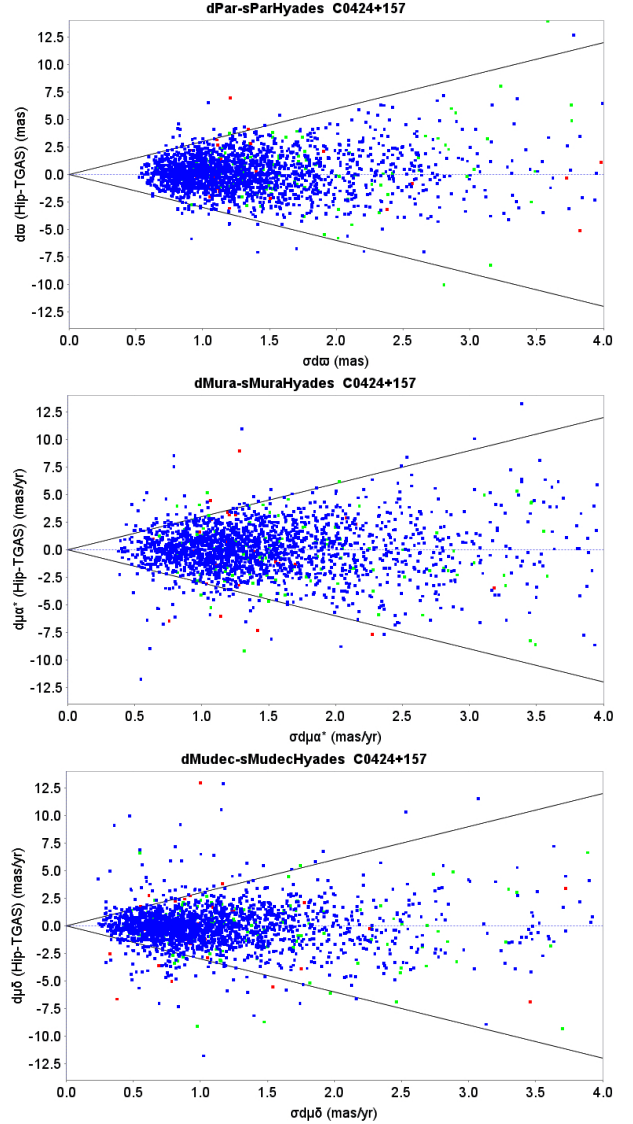 dPar-sParHyades C0424+157
12.5
10.0
7.5
5.0
2.5
0.0
-2.5
-5.0
-7.5
-10.0
-12.5
dϖ (Hip-TGAS) (mas)
0.0 0.5 1.0 1.5 2.0 2.5 3.0 3.5 4.0
σdϖ (mas)
dMura-sMuraHyades C0424+157
12.5
10.0
7.5
5.0
2.5
0.0
-2.5
-5.0
-7.5
-10.0
-12.5
dμα* (Hip-TGAS) (mas/yr)
0.0 0.5 1.0 1.5 2.0 2.5 3.0 3.5 4.0
σdμα* (mas/yr)
dMudec-sMudecHyades C0424+157
12.5
10.0
7.5
5.0
2.5
0.0
-2.5
-5.0
-7.5
-10.0
-12.5
dμδ (Hip-TGAS) (mas/yr)
0.0 0.5 1.0 1.5 2.0 2.5 3.0 3.5 4.0
σdμδ (mas/yr)